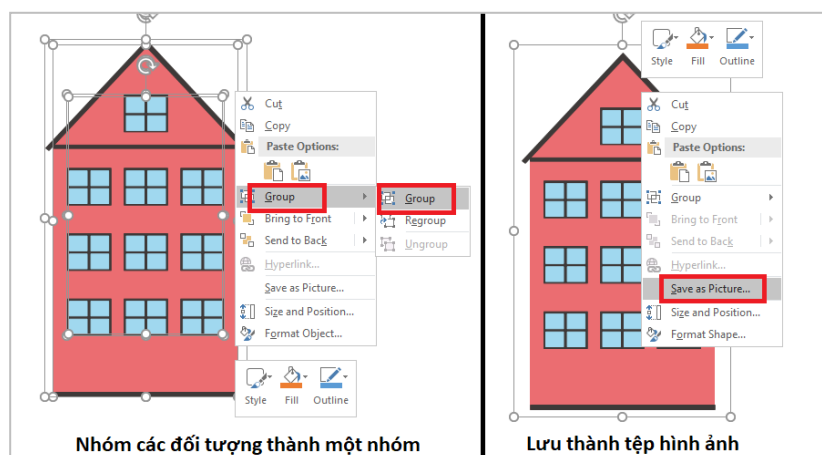 Cut
Copy
Paste Options:
Group
Bring to Front
Send to Back
Hyperlink...
Save as Picture...
Size and Position...
Format Object...
Group
Regroup
Ungroup
Style Fill Outline
Nhóm các đối tượng thành một nhóm
Style Fill Outline
Cut
Copy
Paste Options:
Group
Bring to Front
Send to Back
Hyperlink...
Save as Picture...
Size and Position...
Format Shape...
Lưu thành tệp hình ảnh